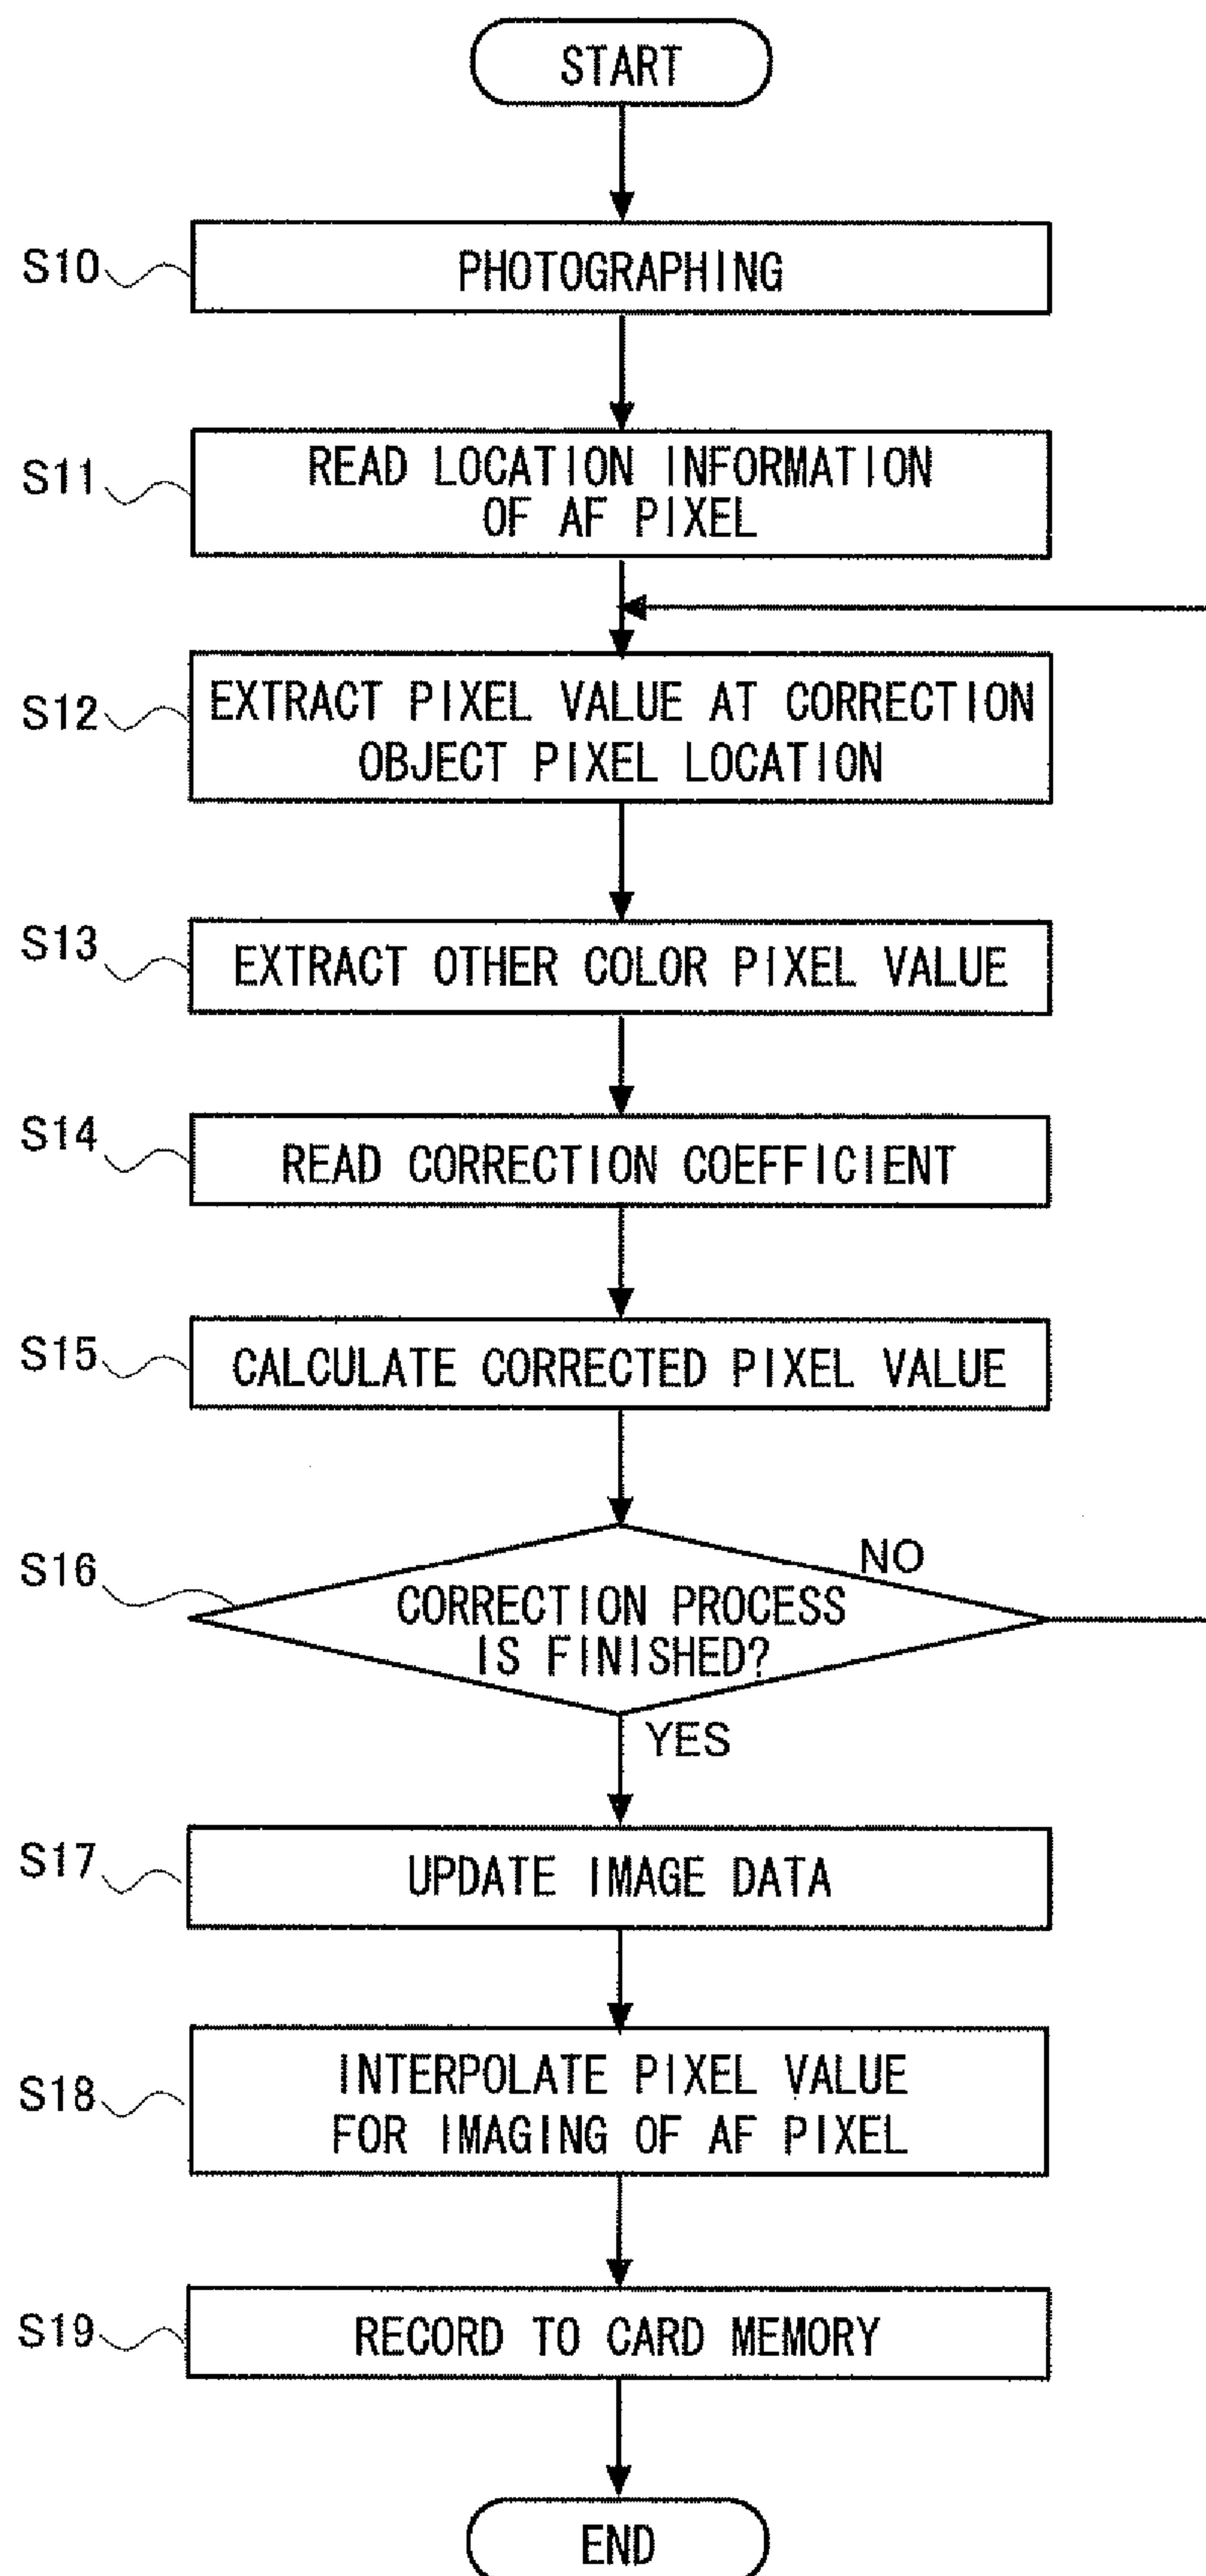 START
S10
PHOTOGRAPHING
S11
READ LOCATION INFORMATION
OF AF PIXEL
S12
EXTRACT PIXEL VALUE AT CORRECTION
OBJECT PIXEL LOCATION
S13
EXTRACT OTHER COLOR PIXEL VALUE
S14
READ CORRECTION COEFFICIENT
S15
CALCULATE CORRECTED PIXEL VALUE
S16
NO
CORRECTION PROCESS
IS FINISHED?
YES
S17
UPDATE IMAGE DATA
S18
INTERPOLATE PIXEL VALUE
FOR IMAGING OF AF PIXEL
S19
RECORD TO CARD MEMORY
END